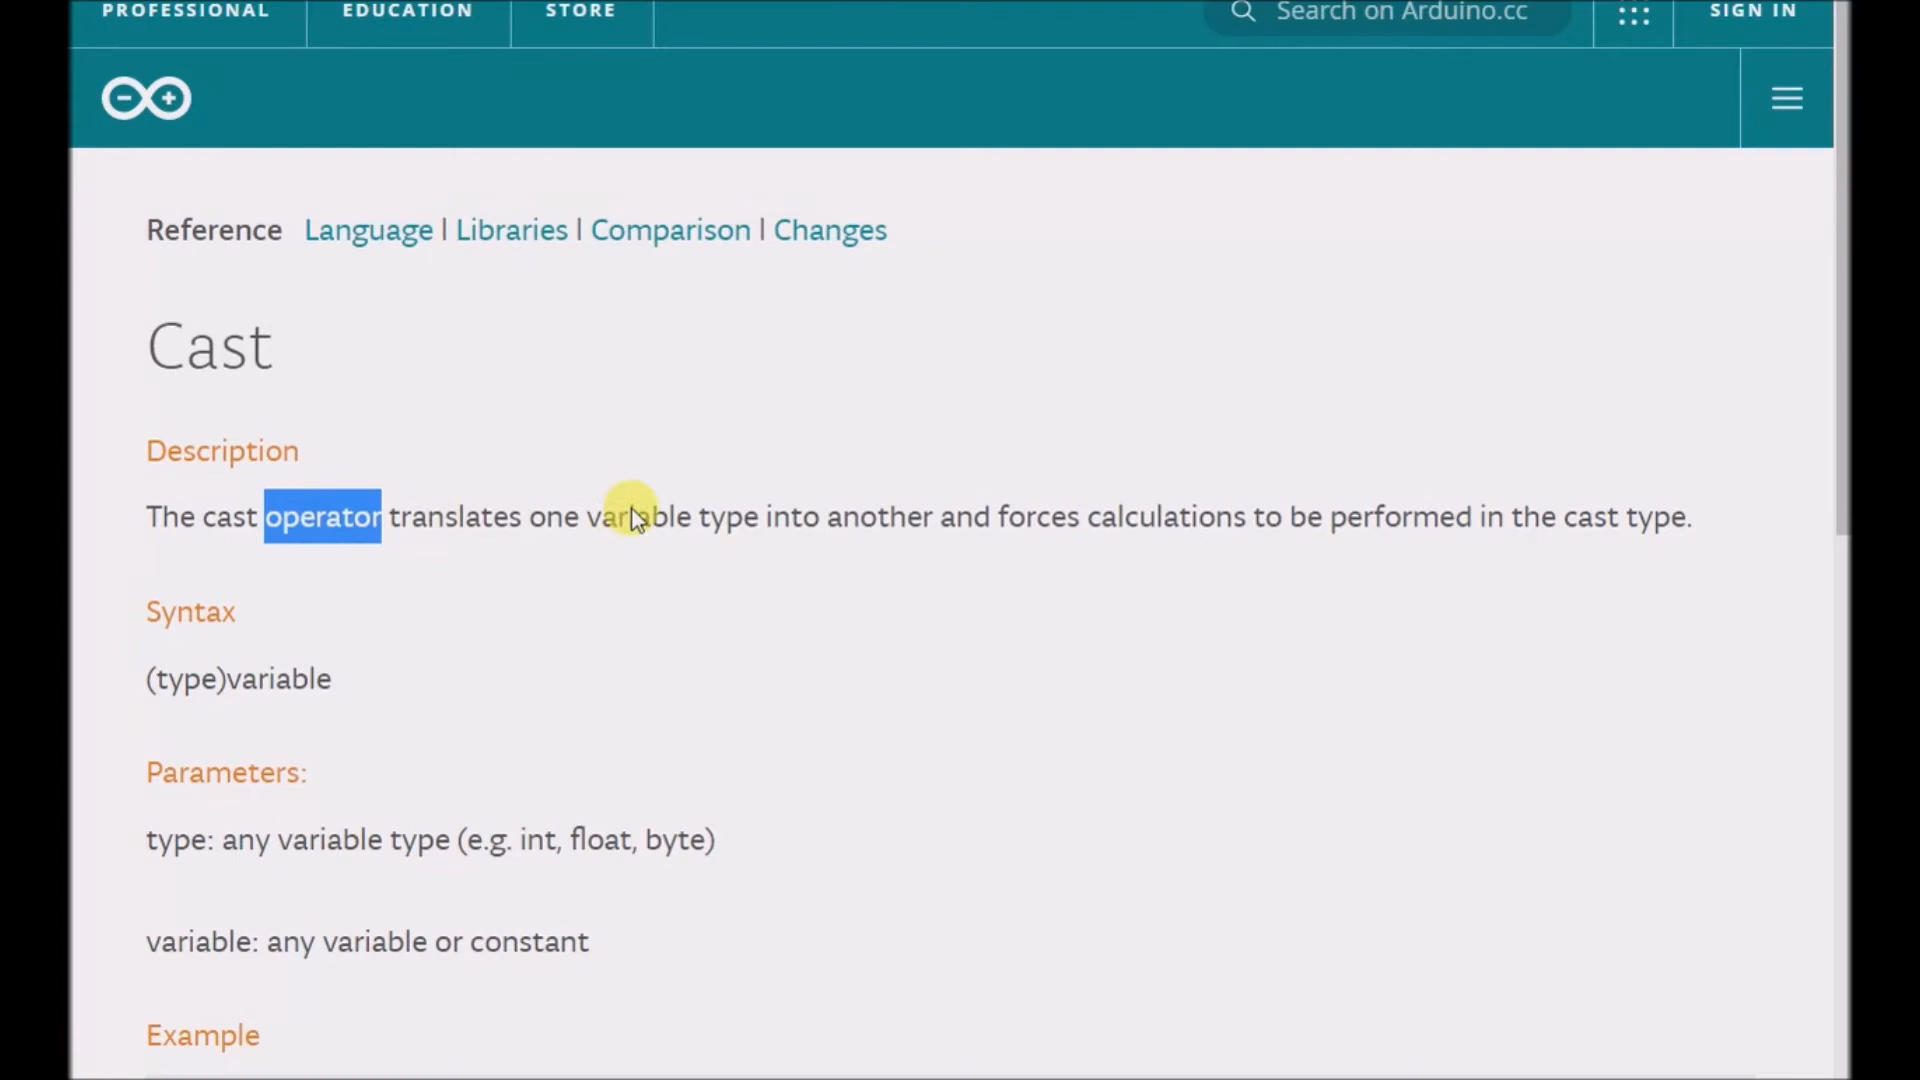 PROFESSIONAL EDUCATION STORE Search on Arduino.cc SIGN IN
Reference Language | Libraries | Comparison | Changes
Cast
Description
The cast operator translates one variable type into another and forces calculations to be performed in the cast type.
Syntax
(type)variable
Parameters:
type: any variable type (e.g. int, float, byte)
variable: any variable or constant
Example